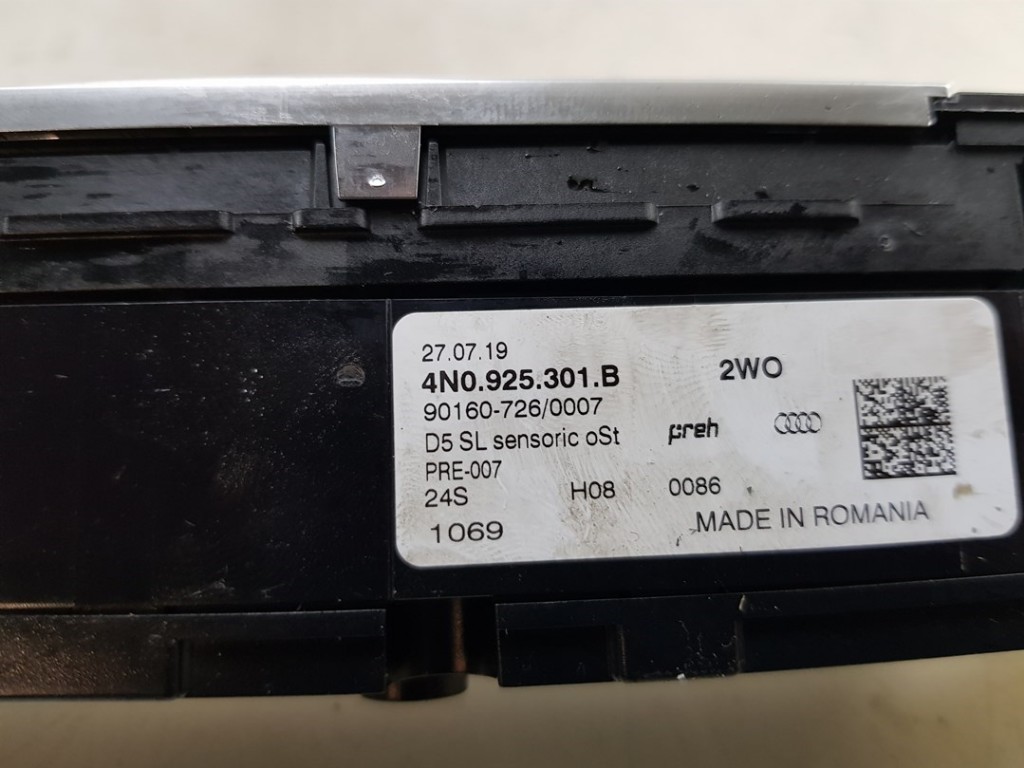 27.07.19
4N0.925.301.B 2WO
90160-726/0007
D5 SL sensoric oSt preh
PRE-007
24S H08 0086
1069 MADE IN ROMANIA